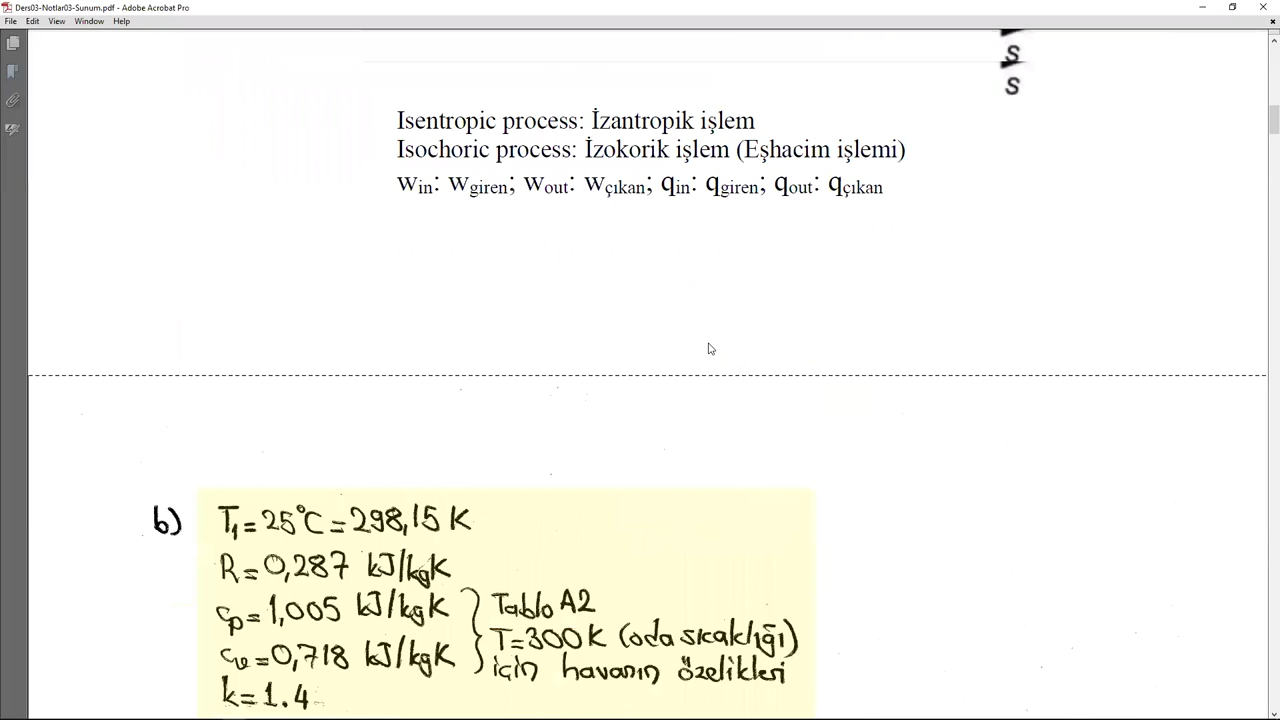 Ders03-Notlar03-Sunum.pdf - Adobe Acrobat Pro
File Edit View Window Help
S
S
Isentropic process: İzantropik işlem
Isochoric process: İzokorik işlem (Eşhacim işlemi)
win: wgiren; wout: wçıkan; qin: qgiren; qout: qçıkan
b) T1=25°C=298,15 K
R=0,287 kJ/kgK
cp=1,005 kJ/kgK
cv=0,718 kJ/kgK
k=1.4
Tablo A2
T=300K (oda sıcaklığı)
için havanın özelikleri